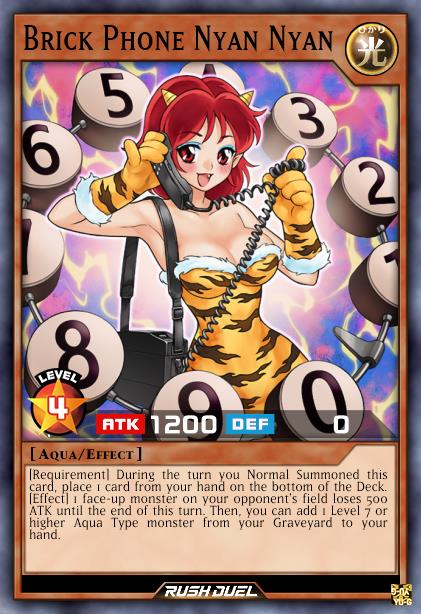 Brick Phone Nyan Nyan
ひかり
光
5
3
6
2
7
1
8
9
0
LEVEL
4
ATK 1200 DEF 0
[Aqua/Effect]
[Requirement] During the turn you Normal Summoned this
card, place 1 card from your hand on the bottom of the Deck.
[Effect] 1 face-up monster on your opponent's field loses 500
ATK until the end of this turn. Then, you can add 1 Level 7 or
higher Aqua Type monster from your Graveyard to your
hand.
RUSH DUEL